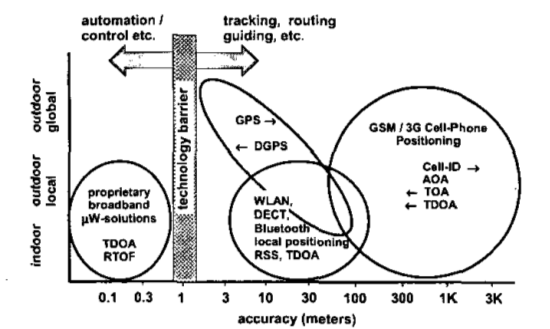 automation /
control etc.
tracking, routing
guiding, etc.
outdoor
global
outdoor
local
indoor
technology barrier
GPS →
← DGPS
GSM / 3G Cell-Phone
Positioning
Cell-ID →
AOA
← TOA
← TDOA
proprietary
broadband
µW-solutions
TDOA
RTOF
WLAN,
DECT,
Bluetooth
local positioning
RSS, TDOA
0.1 0.3 1 3 10 30 100 300 1K 3K
accuracy (meters)